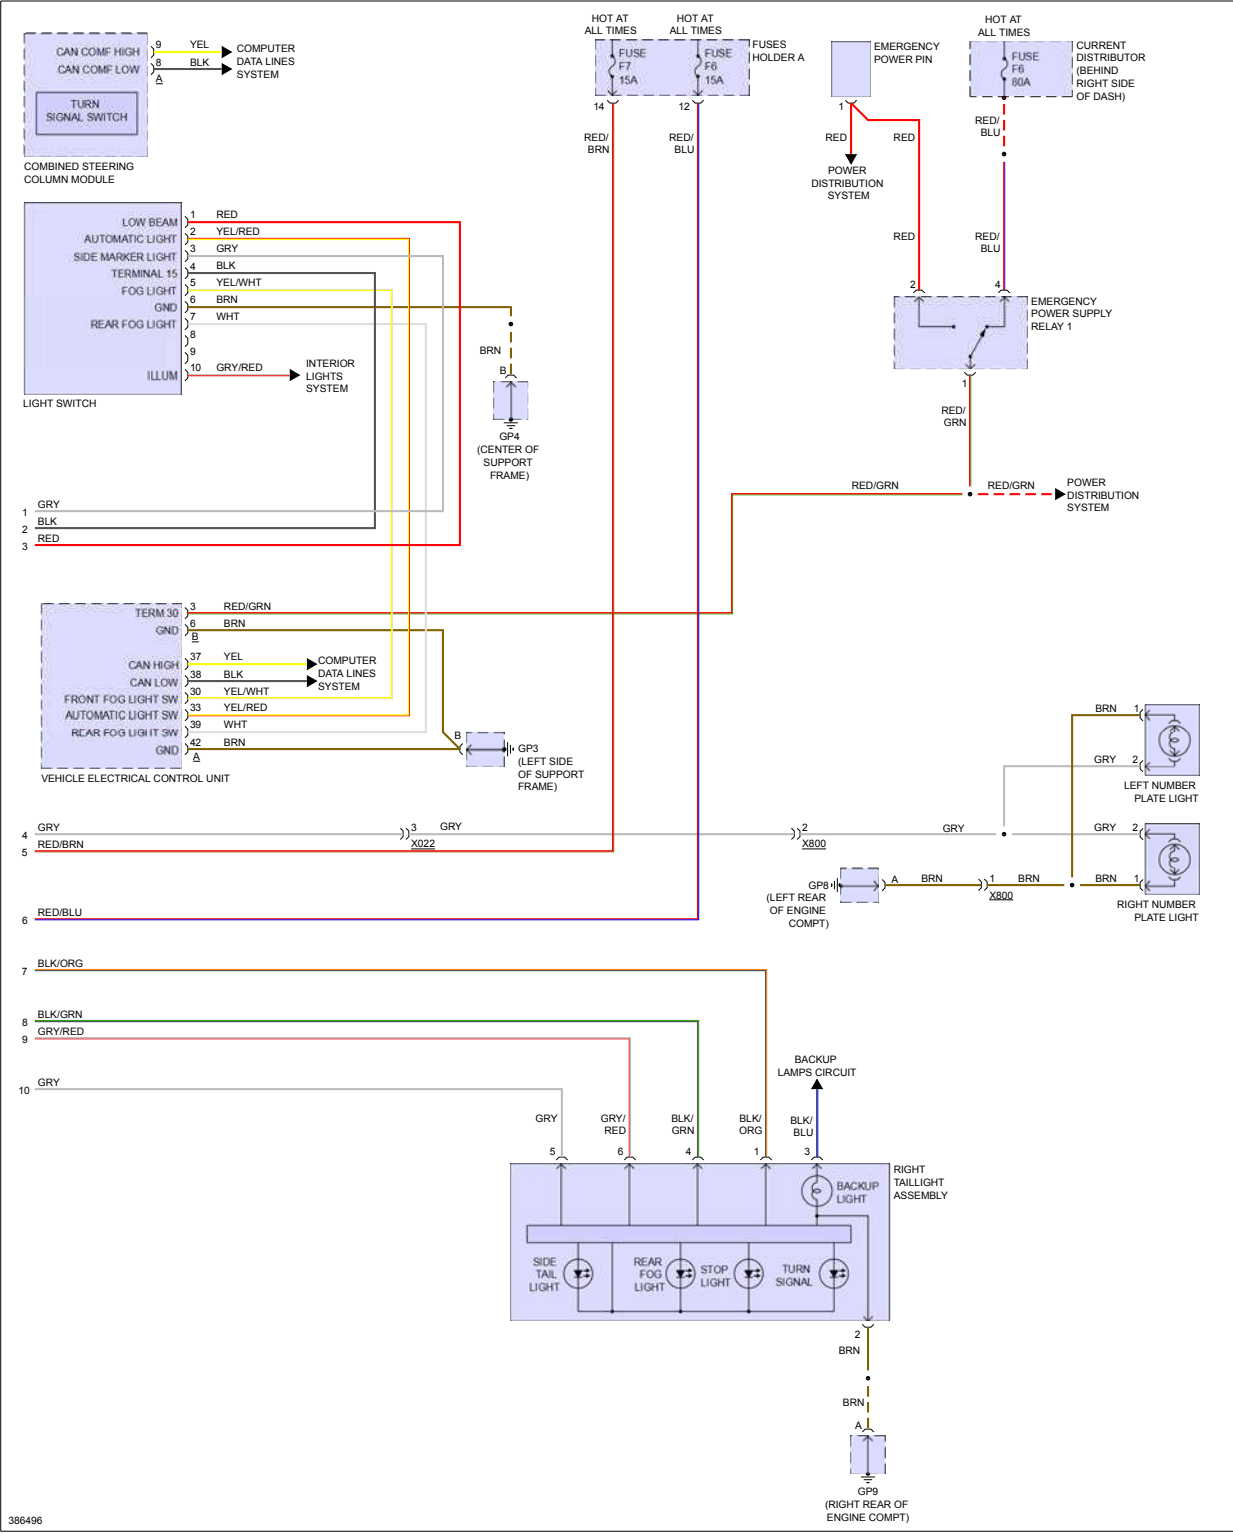 CAN COMF HIGH
CAN COMF LOW
9 YEL
8 BLK
A
COMPUTER
DATA LINES
SYSTEM
TURN
SIGNAL SWITCH
COMBINED STEERING
COLUMN MODULE
HOT AT
ALL TIMES
HOT AT
ALL TIMES
FUSE
F7
15A
FUSE
F6
15A
FUSES
HOLDER A
14
12
RED/
BRN
RED/
BLU
EMERGENCY
POWER PIN
1
RED
RED
POWER
DISTRIBUTION
SYSTEM
HOT AT
ALL TIMES
FUSE
F6
80A
CURRENT
DISTRIBUTOR
(BEHIND
RIGHT SIDE
OF DASH)
RED/
BLU
RED
RED/
BLU
2
4
EMERGENCY
POWER SUPPLY
RELAY 1
1
RED/
GRN
RED/GRN
RED/GRN
POWER
DISTRIBUTION
SYSTEM
LOW BEAM 1 RED
AUTOMATIC LIGHT 2 YEL/RED
SIDE MARKER LIGHT 3 GRY
TERMINAL 15 4 BLK
FOG LIGHT 5 YEL/WHT
GND 6 BRN
REAR FOG LIGHT 7 WHT
8
9
ILLUM 10 GRY/RED
INTERIOR
LIGHTS
SYSTEM
LIGHT SWITCH
BRN
B
GP4
(CENTER OF
SUPPORT
FRAME)
1 GRY
2 BLK
3 RED
TERM 30 3 RED/GRN
GND 6 BRN
B
CAN HIGH 37 YEL
CAN LOW 38 BLK
COMPUTER
DATA LINES
SYSTEM
FRONT FOG LIGHT SW 30 YEL/WHT
AUTOMATIC LIGHT SW 33 YEL/RED
REAR FOG LIGHT SW 39 WHT
GND 42 BRN
A
VEHICLE ELECTRICAL CONTROL UNIT
B
GP3
(LEFT SIDE
OF SUPPORT
FRAME)
BRN 1
GRY 2
LEFT NUMBER
PLATE LIGHT
4 GRY
3 GRY
X022
2
X800
GRY
GRY 2
5 RED/BRN
GP8
(LEFT REAR
OF ENGINE
COMPT)
A BRN
1 BRN
X800
BRN 1
RIGHT NUMBER
PLATE LIGHT
6 RED/BLU
7 BLK/ORG
8 BLK/GRN
9 GRY/RED
10 GRY
BACKUP
LAMPS CIRCUIT
GRY
GRY/
RED
BLK/
GRN
BLK/
ORG
BLK/
BLU
5
6
4
1
3
RIGHT
TAILLIGHT
ASSEMBLY
BACKUP
LIGHT
SIDE
TAIL
LIGHT
REAR
FOG
LIGHT
STOP
LIGHT
TURN
SIGNAL
2
BRN
BRN
A
GP9
(RIGHT REAR OF
ENGINE COMPT)
386496